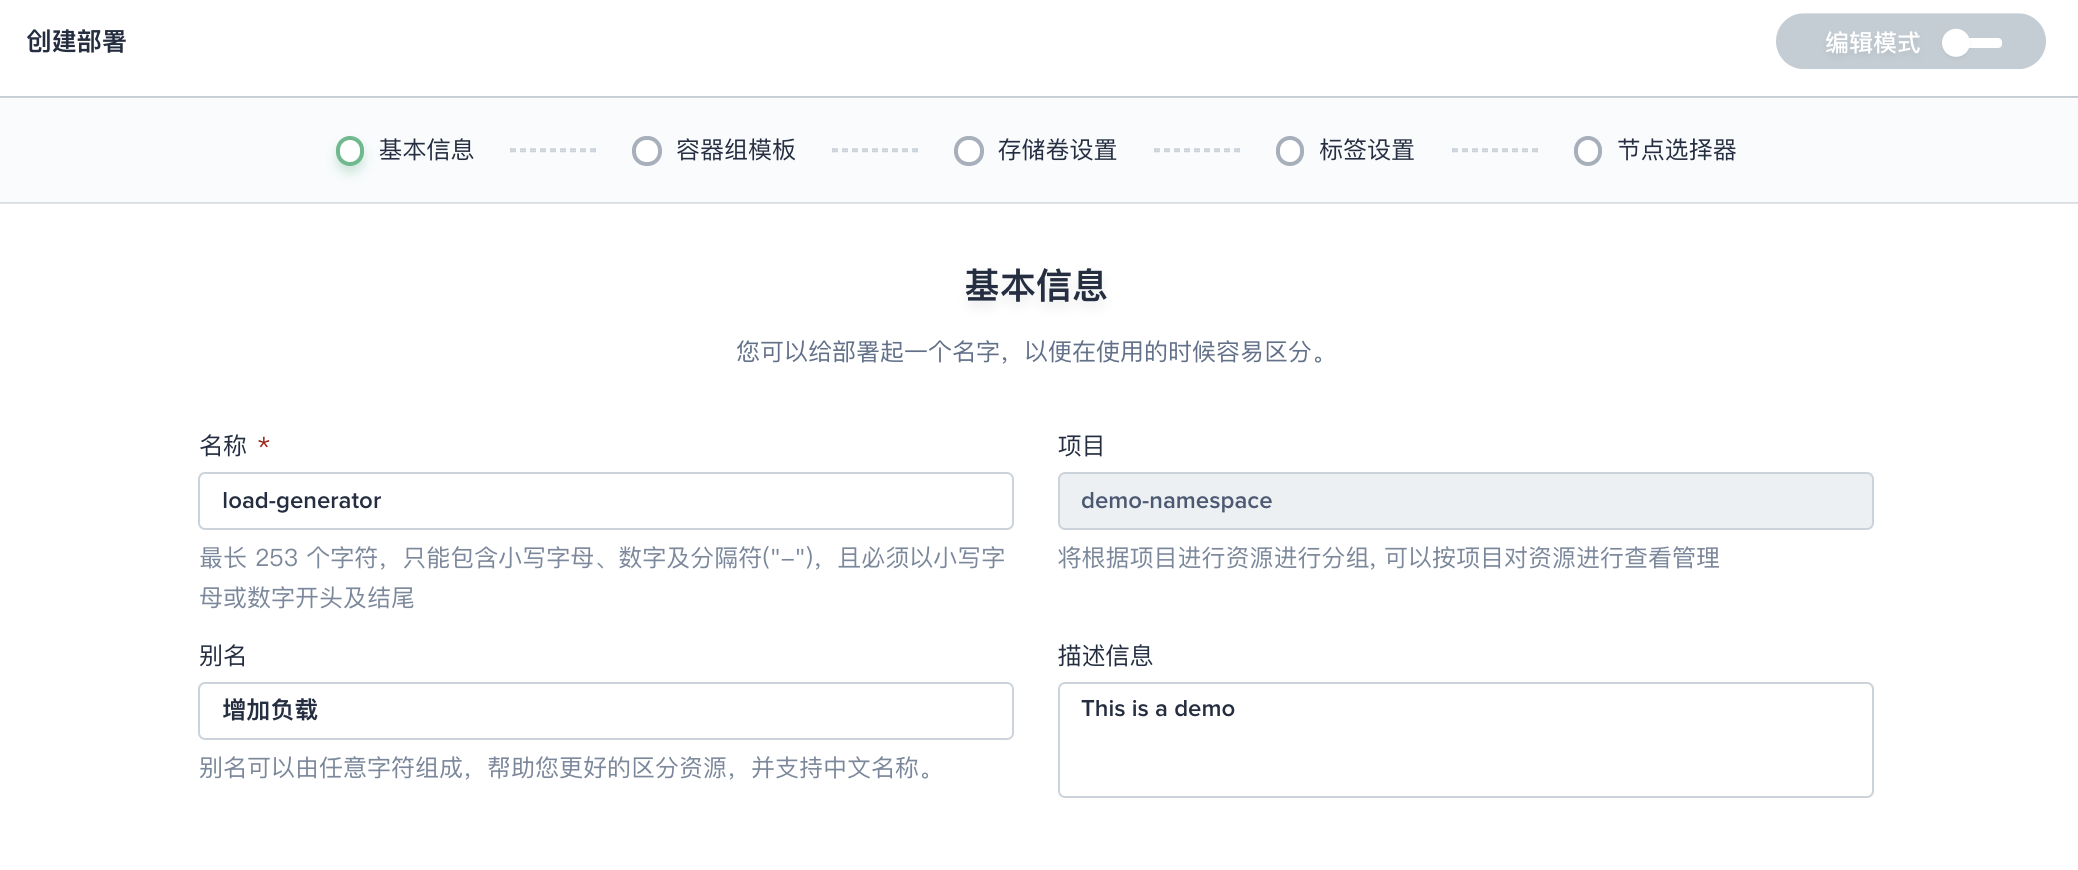 创建部署
编辑模式
基本信息
容器组模板
存储卷设置
标签设置
节点选择器
基本信息
您可以给部署起一个名字，以便在使用的时候容易区分。
名称 *
load-generator
最长 253 个字符，只能包含小写字母、数字及分隔符("-")，且必须以小写字
母或数字开头及结尾
项目
demo-namespace
将根据项目进行资源进行分组, 可以按项目对资源进行查看管理
别名
增加负载
别名可以由任意字符组成，帮助您更好的区分资源，并支持中文名称。
描述信息
This is a demo